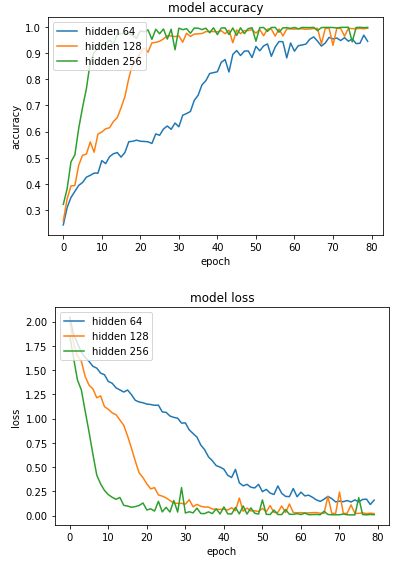 model accuracy
1.0
0.9
0.8
0.7
0.6
0.5
0.4
0.3
accuracy
hidden 64
hidden 128
hidden 256
0 10 20 30 40 50 60 70 80
epoch
model loss
2.00
1.75
1.50
1.25
1.00
0.75
0.50
0.25
0.00
loss
hidden 64
hidden 128
hidden 256
0 10 20 30 40 50 60 70 80
epoch